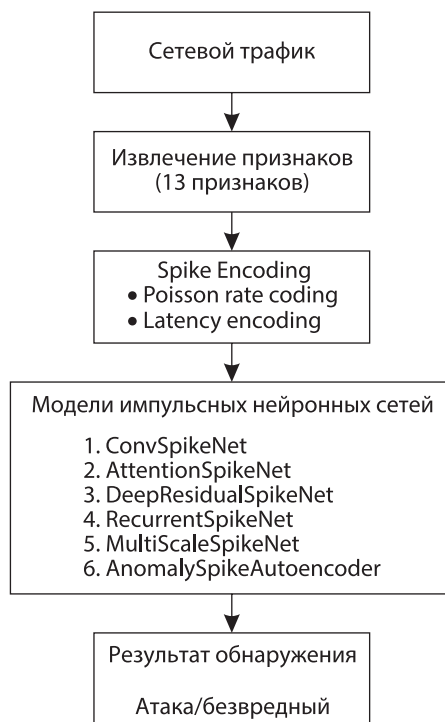 Сетевой трафик
Извлечение признаков
(13 признаков)
Spike Encoding
• Poisson rate coding
• Latency encoding
Модели импульсных нейронных сетей
1. ConvSpikeNet
2. AttentionSpikeNet
3. DeepResidualSpikeNet
4. RecurrentSpikeNet
5. MultiScaleSpikeNet
6. AnomalySpikeAutoencoder
Результат обнаружения
Атака/безвредный